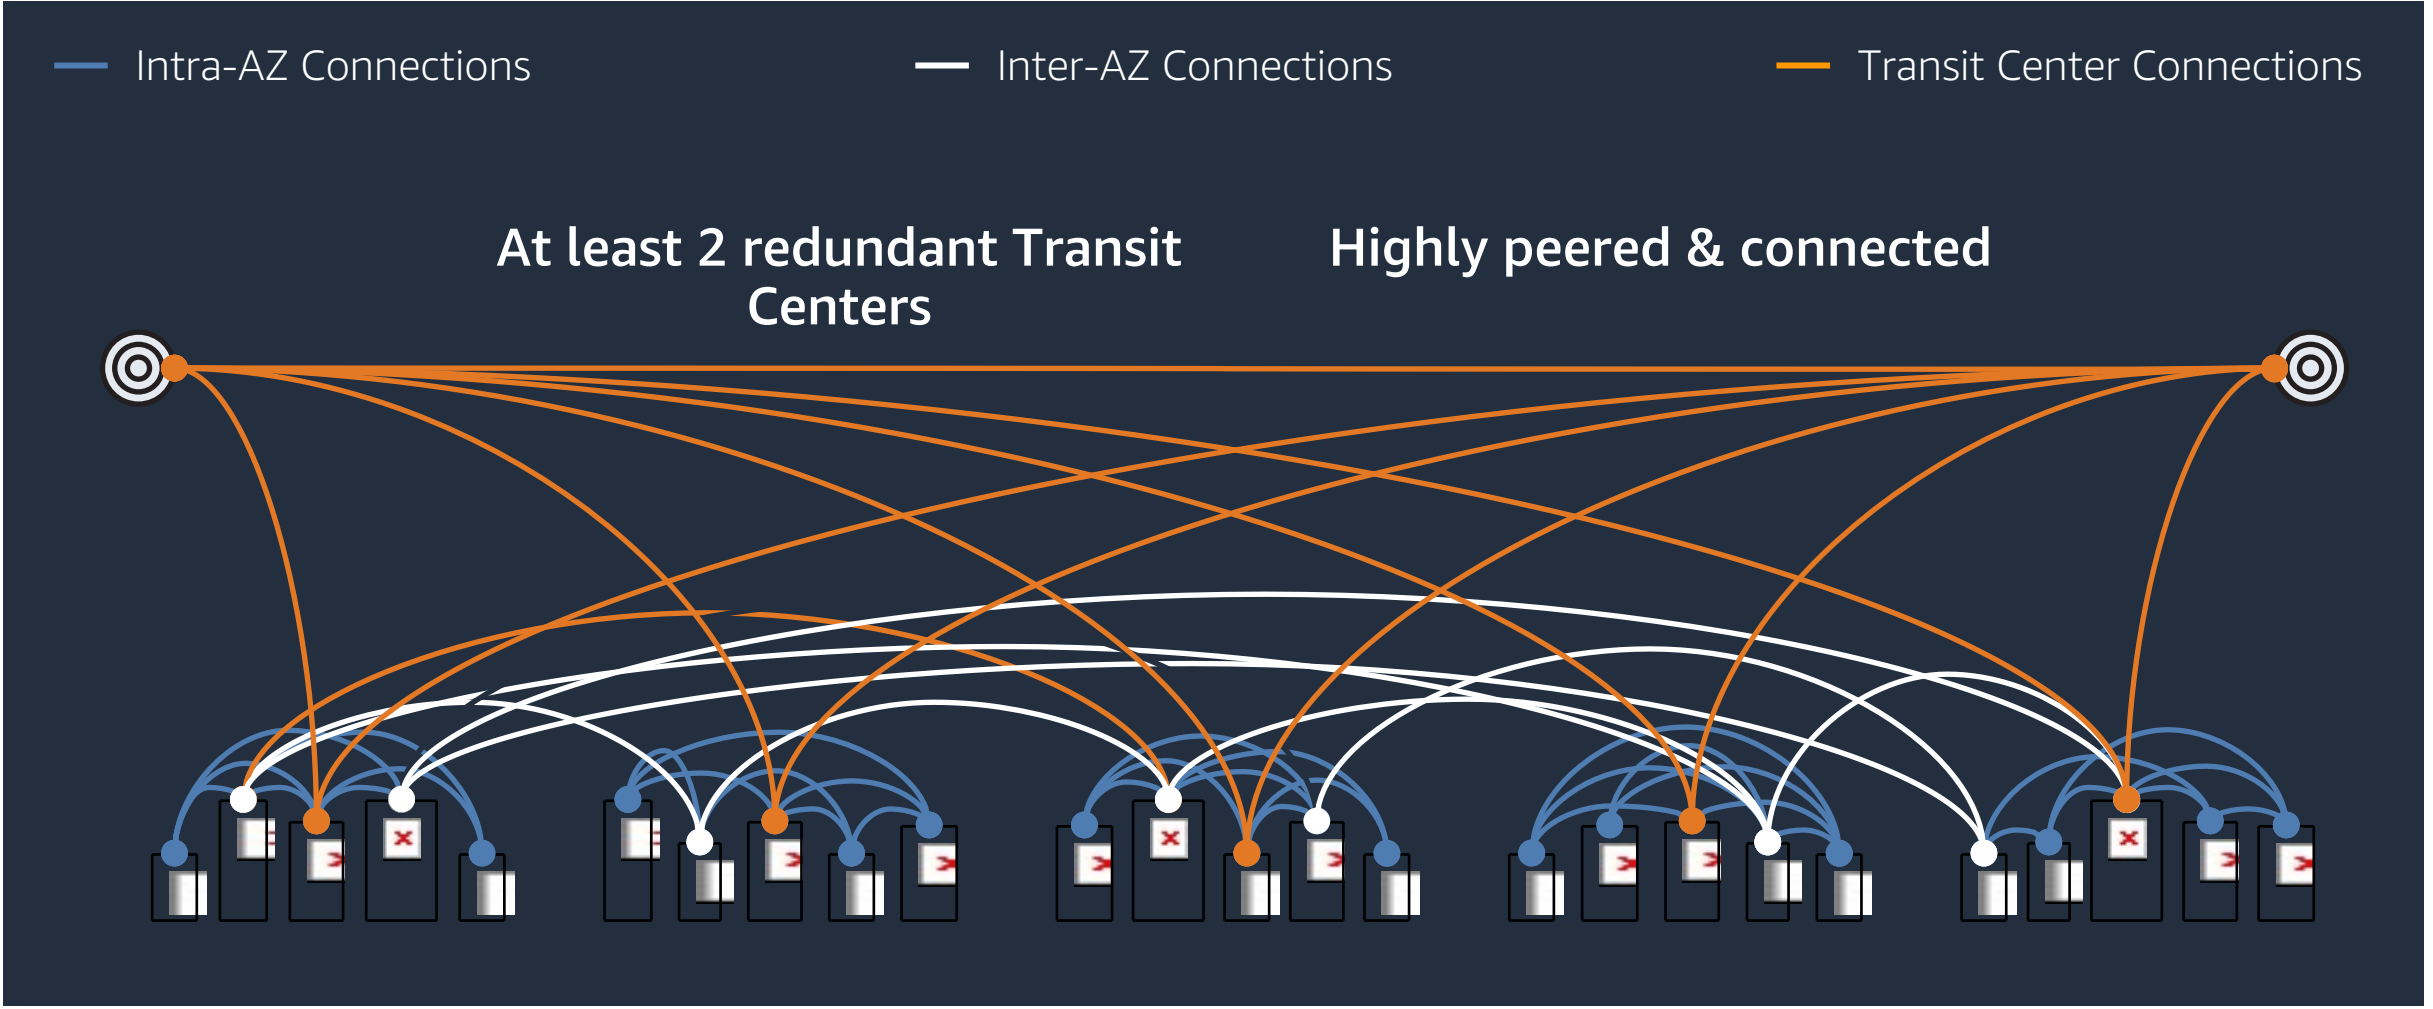 Intra-AZ Connections
Inter-AZ Connections
Transit Center Connections
At least 2 redundant Transit
Centers
Highly peered & connected